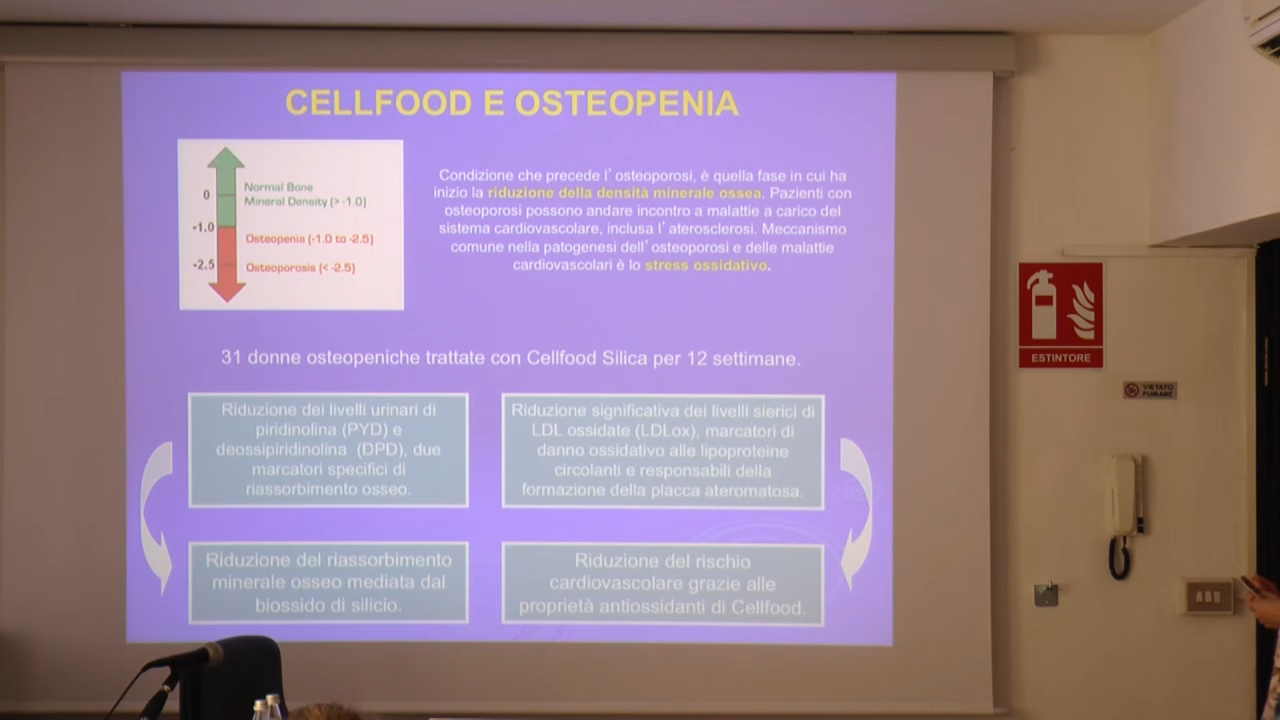 CELLFOOD E OSTEOPENIA
0
Normal Bone
Mineral Density (> -1.0)
-1.0
Osteopenia (-1.0 to -2.5)
-2.5
Osteoporosis (< -2.5)
Condizione che precede l' osteoporosi, è quella fase in cui ha
inizio la riduzione della densità minerale ossea. Pazienti con
osteoporosi possono andare incontro a malattie a carico del
sistema cardiovascolare, inclusa l' aterosclerosi. Meccanismo
comune nella patogenesi dell' osteoporosi e delle malattie
cardiovascolari è lo stress ossidativo.
31 donne osteopeniche trattate con Cellfood Silica per 12 settimane.
Riduzione dei livelli urinari di
piridinolina (PYD) e
deossipiridinolina (DPD), due
marcatori specifici di
riassorbimento osseo.
Riduzione significativa dei livelli sierici di
LDL ossidate (LDLox), marcatori di
danno ossidativo alle lipoproteine
circolanti e responsabili della
formazione della placca ateromatosa.
Riduzione del riassorbimento
minerale osseo mediata dal
biossido di silicio.
Riduzione del rischio
cardiovascolare grazie alle
proprietà antiossidanti di Cellfood.
ESTINTORE
VIETATO
FUMARE